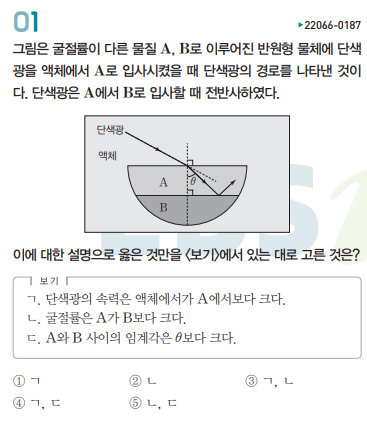 01
▶22066-0187
그림은 굴절률이 다른 물질 A, B로 이루어진 반원형 물체에 단색
광을 액체에서 A로 입사시켰을 때 단색광의 경로를 나타낸 것이
다. 단색광은 A에서 B로 입사할 때 전반사하였다.
단색광
액체
A
θ
B
이에 대한 설명으로 옳은 것만을 〈보기〉에서 있는 대로 고른 것은?
보기
ㄱ. 단색광의 속력은 액체에서가 A에서보다 크다.
ㄴ. 굴절률은 A가 B보다 크다.
ㄷ. A와 B 사이의 임계각은 θ보다 크다.
① ㄱ ② ㄴ ③ ㄱ, ㄴ
④ ㄱ, ㄷ ⑤ ㄴ, ㄷ